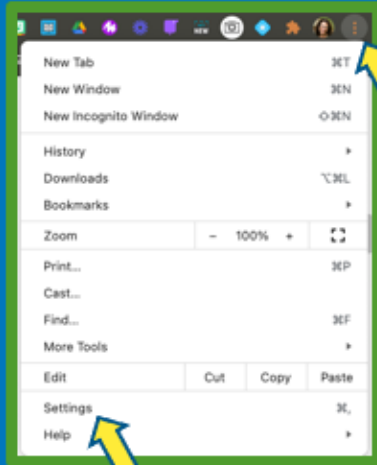 NEW
New Tab ⌘T
New Window ⌘N
New Incognito Window ⇧⌘N
History
Downloads ⌥⌘L
Bookmarks
Zoom - 100% +
Print... ⌘P
Cast...
Find... ⌘F
More Tools
Edit Cut Copy Paste
Settings ⌘,
Help